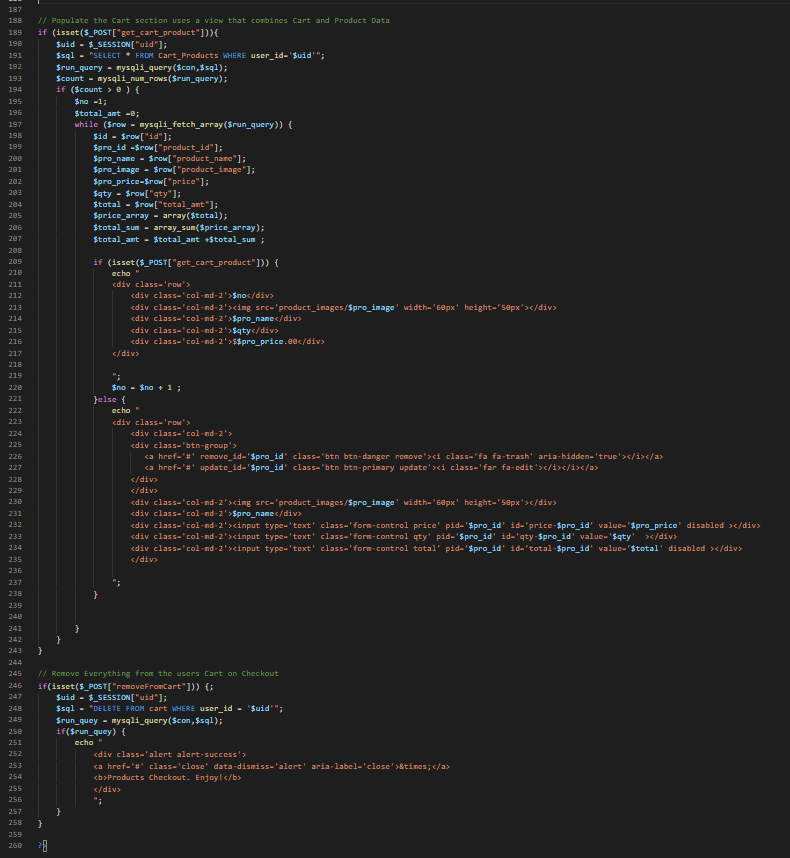 187
188 // Populate the Cart section uses a view that combines Cart and Product Data
189 if (isset($_POST["get_cart_product"])){
190 $uid = $_SESSION["uid"];
191 $sql = "SELECT * FROM Cart_Products WHERE user_id='$uid'";
192 $run_query = mysqli_query($con,$sql);
193 $count = mysqli_num_rows($run_query);
194 if ($count > 0 ) {
195 $no =1;
196 $total_amt =0;
197 while ($row = mysqli_fetch_array($run_query)) {
198 $id = $row["id"];
199 $pro_id =$row["product_id"];
200 $pro_name = $row["product_name"];
201 $pro_image = $row["product_image"];
202 $pro_price=$row["price"];
203 $qty = $row["qty"];
204 $total = $row["total_amt"];
205 $price_array = array($total);
206 $total_sum = array_sum($price_array);
207 $total_amt = $total_amt +$total_sum ;
208
209 if (isset($_POST["get_cart_product"])) {
210 echo "
211 <div class='row'>
212 <div class='col-md-2'>$no</div>
213 <div class='col-md-2'><img src='product_images/$pro_image' width='60px' height='50px'></div>
214 <div class='col-md-2'>$pro_name</div>
215 <div class='col-md-2'>$qty</div>
216 <div class='col-md-2'>$$pro_price.00</div>
217 </div>
218
219 ";
220 $no = $no + 1 ;
221 }else {
222 echo "
223 <div class='row'>
224 <div class='col-md-2'>
225 <div class='btn-group'>
226 <a href='#' remove_id='$pro_id' class='btn btn-danger remove'><i class='fa fa-trash' aria-hidden='true'></i></a>
227 <a href='#' update_id='$pro_id' class='btn btn-primary update'><i class='far fa-edit'></i></i></a>
228 </div>
229 </div>
230 <div class='col-md-2'><img src='product_images/$pro_image' width='60px' height='50px'></div>
231 <div class='col-md-2'>$pro_name</div>
232 <div class='col-md-2'><input type='text' class='form-control price' pid='$pro_id' id='price-$pro_id' value='$pro_price' disabled ></div>
233 <div class='col-md-2'><input type='text' class='form-control qty' pid='$pro_id' id='qty-$pro_id' value='$qty' ></div>
234 <div class='col-md-2'><input type='text' class='form-control total' pid='$pro_id' id='total-$pro_id' value='$total' disabled ></div>
235 </div>
236
237 ";
238 }
239
240
241 }
242 }
243 }
244
245 // Remove Everything from the users Cart on Checkout
246 if(isset($_POST["removeFromCart"])) {;
247 $uid = $_SESSION["uid"];
248 $sql = "DELETE FROM cart WHERE user_id = '$uid'";
249 $run_quey = mysqli_query($con,$sql);
250 if($run_quey) {
251 echo "
252 <div class='alert alert-success'>
253 <a href='#' class='close' data-dismiss='alert' aria-label='close'>&times;</a>
254 <b>Products Checkout. Enjoy!</b>
255 </div>
256 ";
257 }
258 }
259
260 ?>